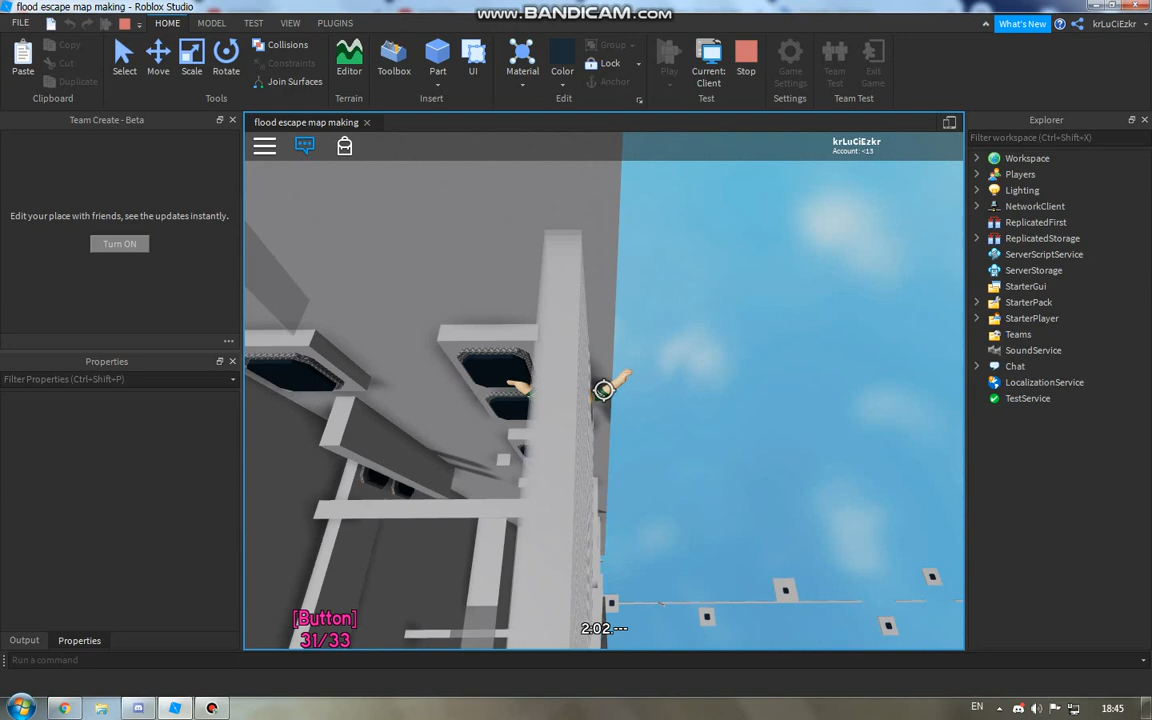 flood escape map making - Roblox Studio
www.BANDICAM.com
FILE
HOME
MODEL
TEST
VIEW
PLUGINS
What's New
krLuCiEzkr
Paste
Copy
Cut
Duplicate
Clipboard
Select
Move
Scale
Rotate
Collisions
Constraints
Join Surfaces
Tools
Editor
Terrain
Toolbox
Part
UI
Insert
Material
Color
Group
Lock
Anchor
Edit
Play
Current:
Client
Stop
Test
Game
Settings
Settings
Team
Test
Exit
Game
Team Test
Team Create - Beta
Edit your place with friends, see the updates instantly.
Turn ON
Properties
Filter Properties (Ctrl+Shift+P)
Output
Properties
Run a command
flood escape map making
krLuCiEzkr
Account: <13
[Button]
31/33
2:02.---
Explorer
Filter workspace (Ctrl+Shift+X)
Workspace
Players
Lighting
NetworkClient
ReplicatedFirst
ReplicatedStorage
ServerScriptService
ServerStorage
StarterGui
StarterPack
StarterPlayer
Teams
SoundService
Chat
LocalizationService
TestService
EN
18:45